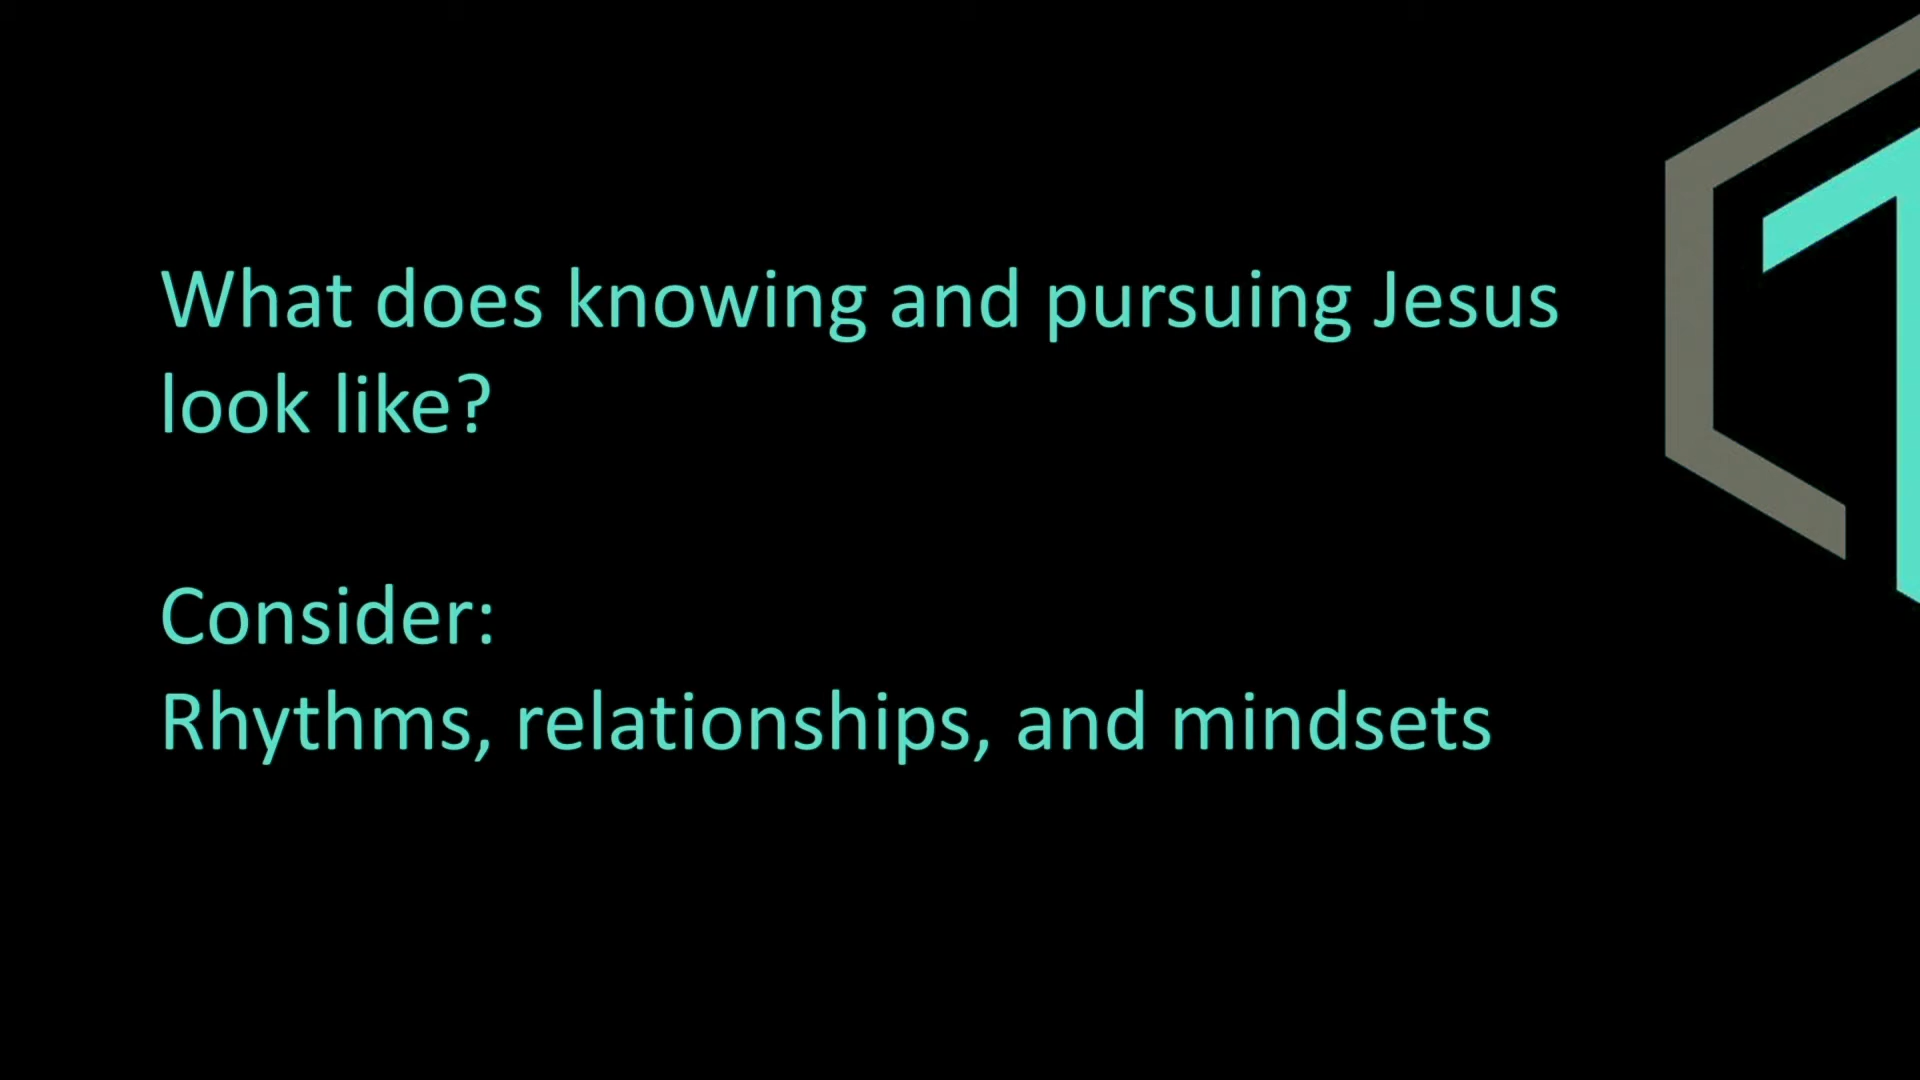 What does knowing and pursuing Jesus
look like?
Consider:
Rhythms, relationships, and mindsets